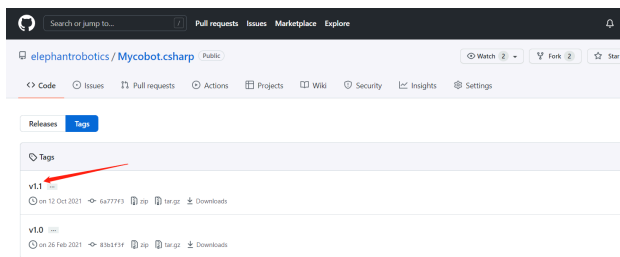 Search or jump to... / Pull requests Issues Marketplace Explore
elephantrobotics / Mycobot.csharp Public Watch 2 Fork 2 Star
Code Issues Pull requests Actions Projects Wiki Security Insights Settings
Releases Tags
Tags
v1.1 ...
on 12 Oct 2021 6a777f3 zip tar.gz Downloads
v1.0 ...
on 26 Feb 2021 83b1f3f zip tar.gz Downloads